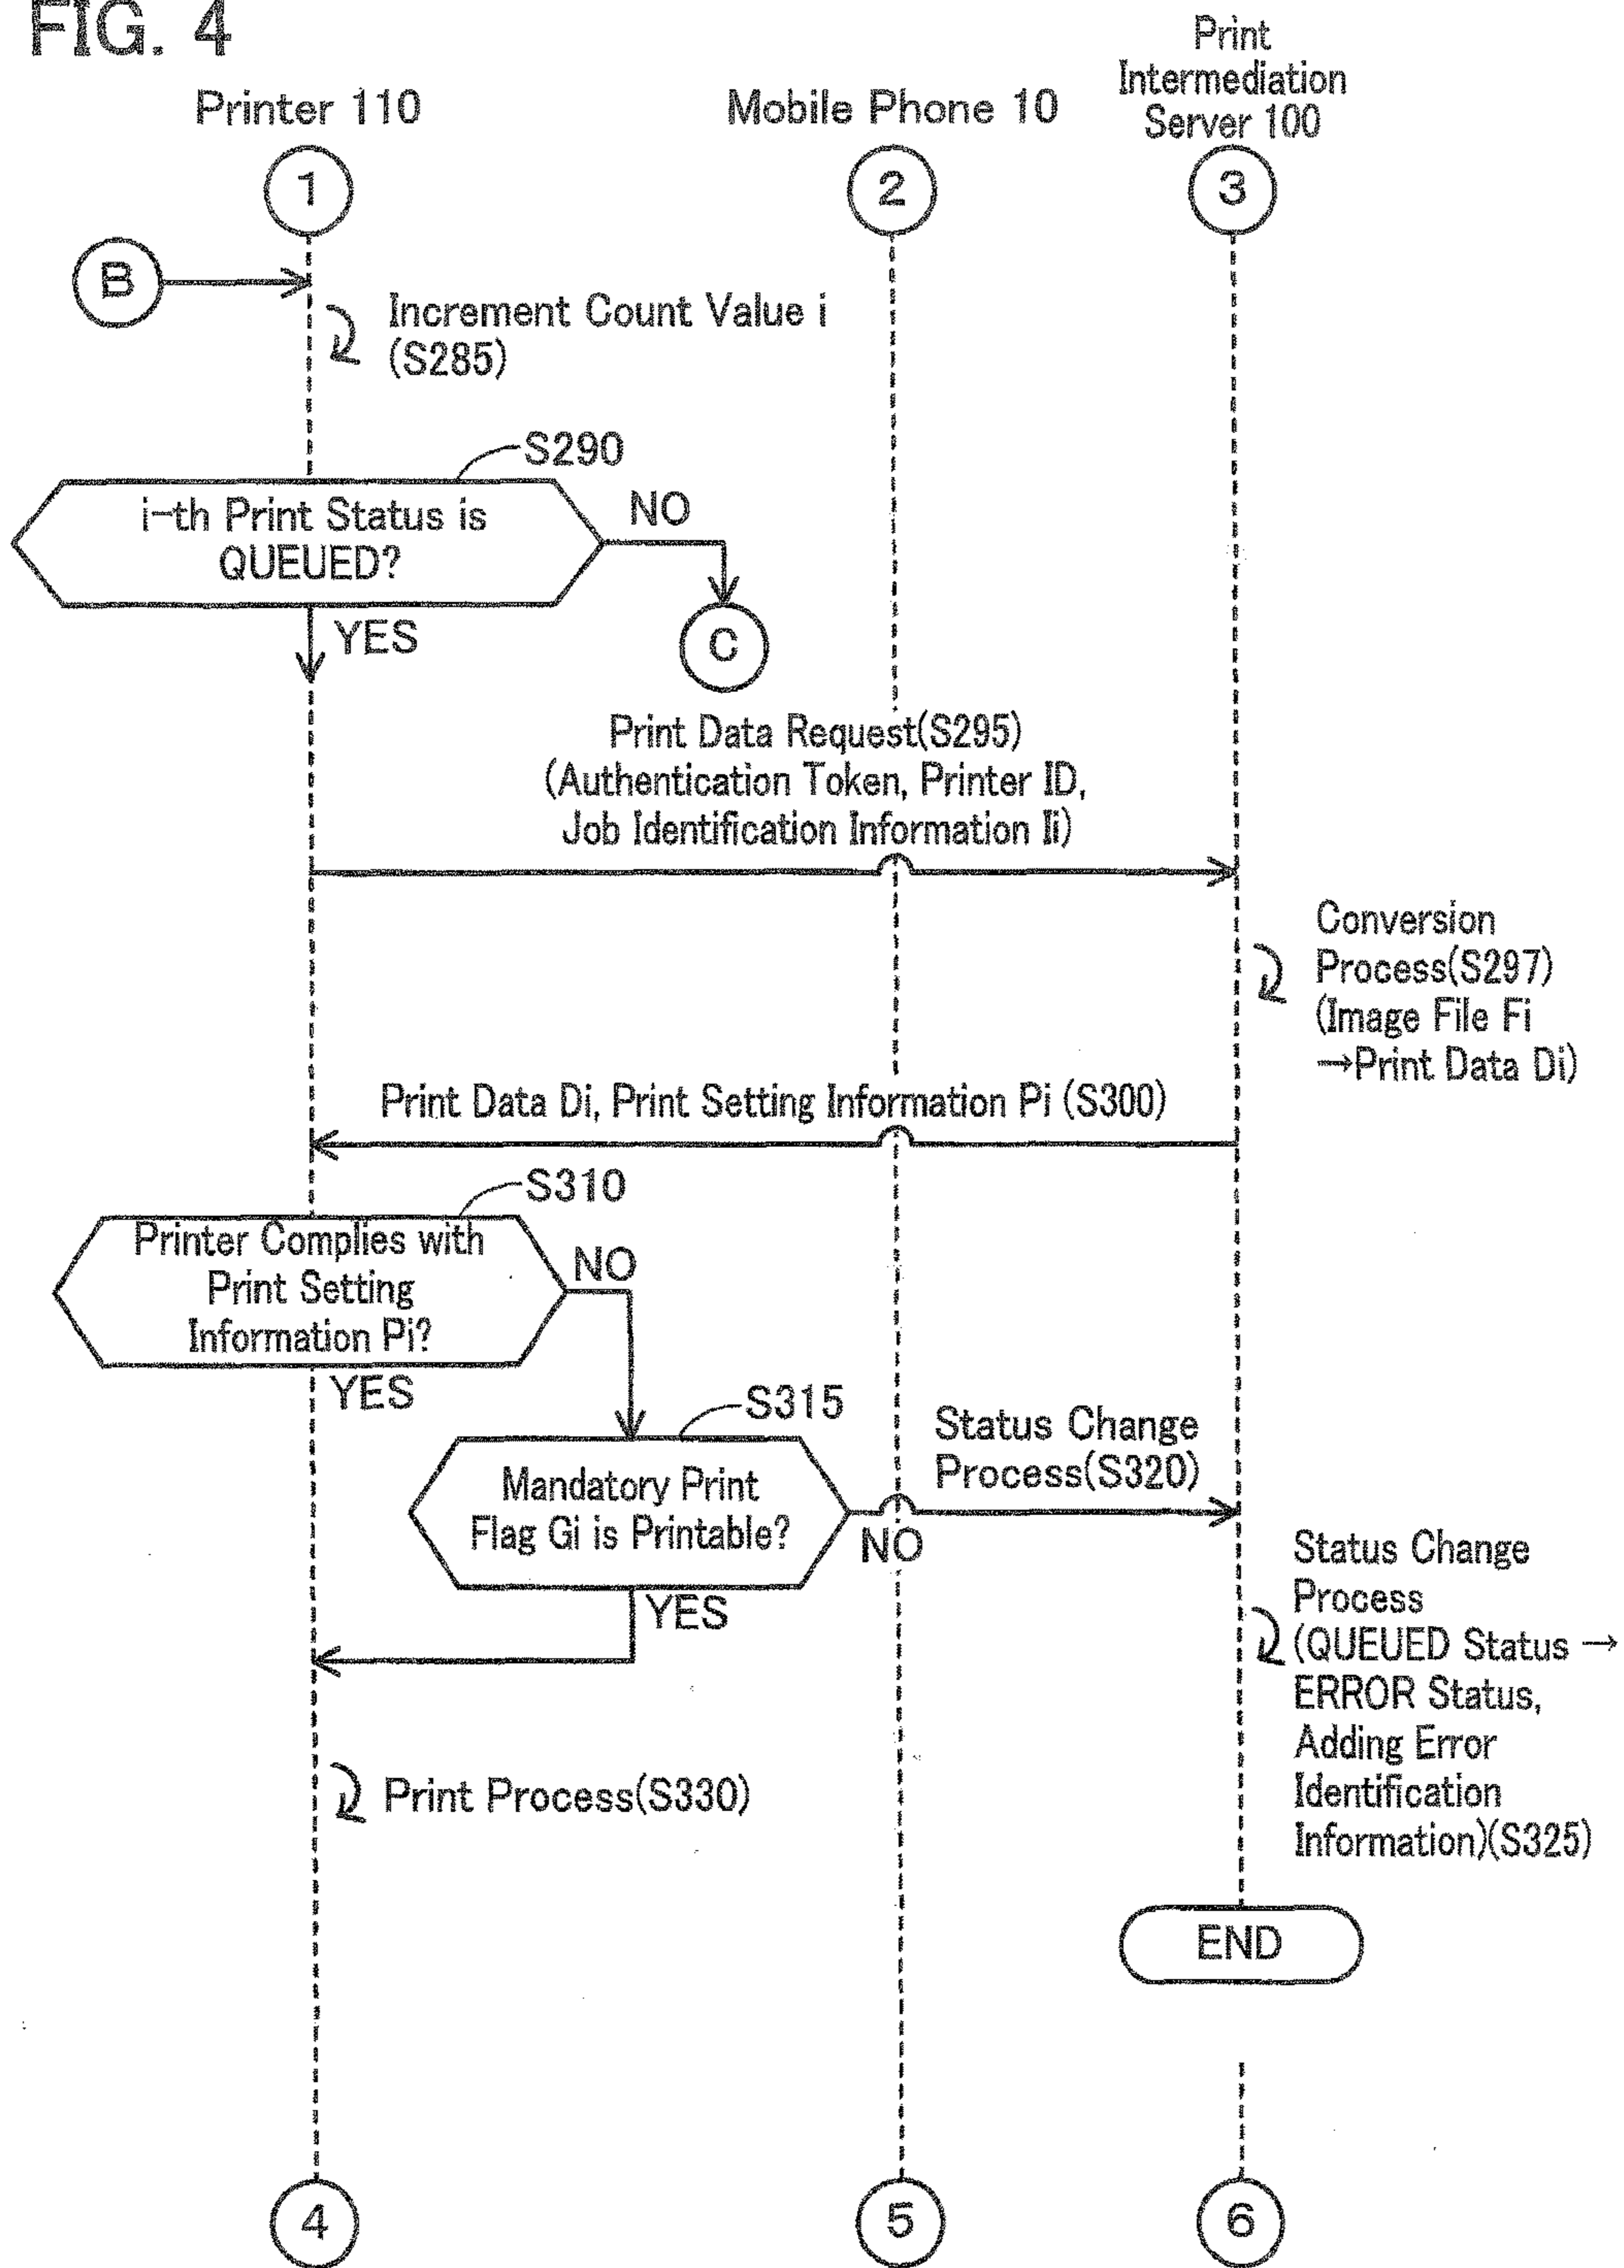 FIG. 4
Printer 110
Mobile Phone 10
Print
Intermediation
Server 100
1
2
3
B
Increment Count Value i
(S285)
S290
i-th Print Status is
QUEUED?
NO
YES
C
Print Data Request(S295)
(Authentication Token, Printer ID,
Job Identification Information Ii)
Conversion
Process(S297)
(Image File Fi
→Print Data Di)
Print Data Di, Print Setting Information Pi (S300)
S310
Printer Complies with
Print Setting
Information Pi?
NO
YES
S315
Mandatory Print
Flag Gi is Printable?
NO
YES
Status Change
Process(S320)
Status Change
Process
(QUEUED Status →
ERROR Status,
Adding Error
Identification
Information)(S325)
Print Process(S330)
END
4
5
6